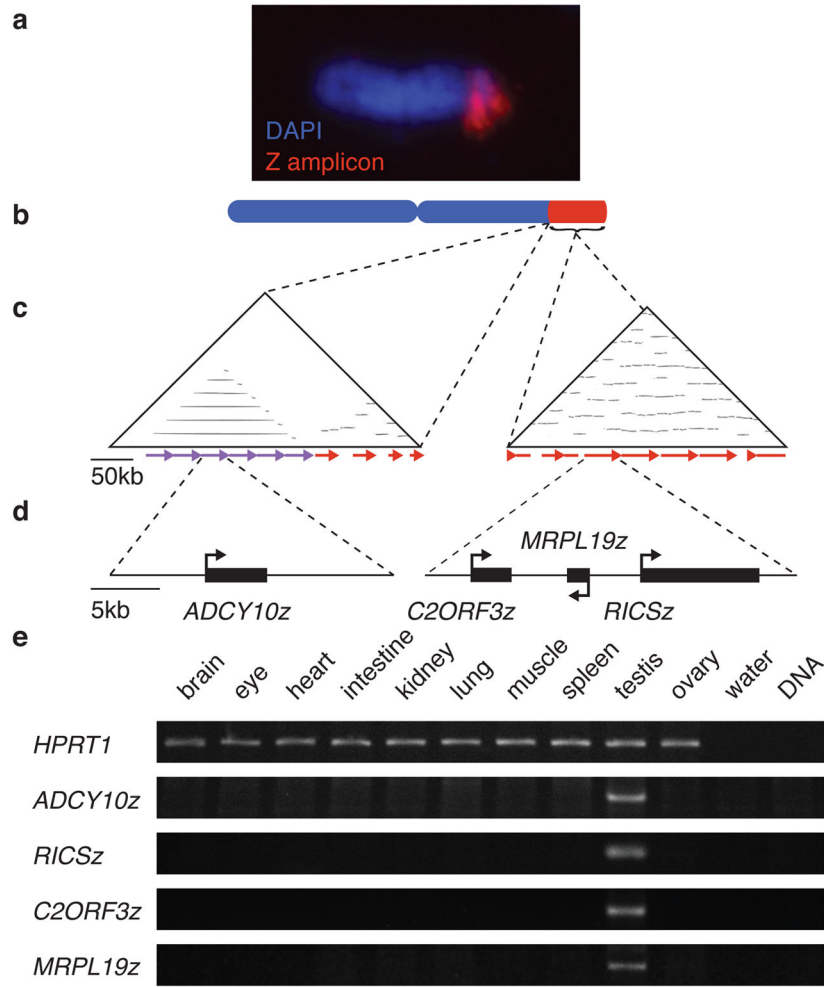 a
DAPI
Z amplicon
b
c
50kb
d
MRPL19z
5kb
ADCY10z
C2ORF3z
RICSz
e
brain
eye
heart
intestine
kidney
lung
muscle
spleen
testis
ovary
water
DNA
HPRT1
ADCY10z
RICSz
C2ORF3z
MRPL19z